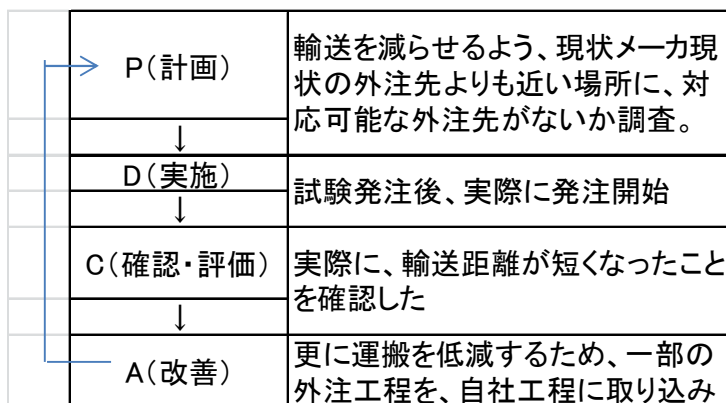 P(計画)
輸送を減らせるよう、現状メーカ現
状の外注先よりも近い場所に、対
応可能な外注先がないか調査。
↓
D(実施)
試験発注後、実際に発注開始
↓
C(確認・評価)
実際に、輸送距離が短くなったこと
を確認した
↓
A(改善)
更に運搬を低減するため、一部の
外注工程を、自社工程に取り込み